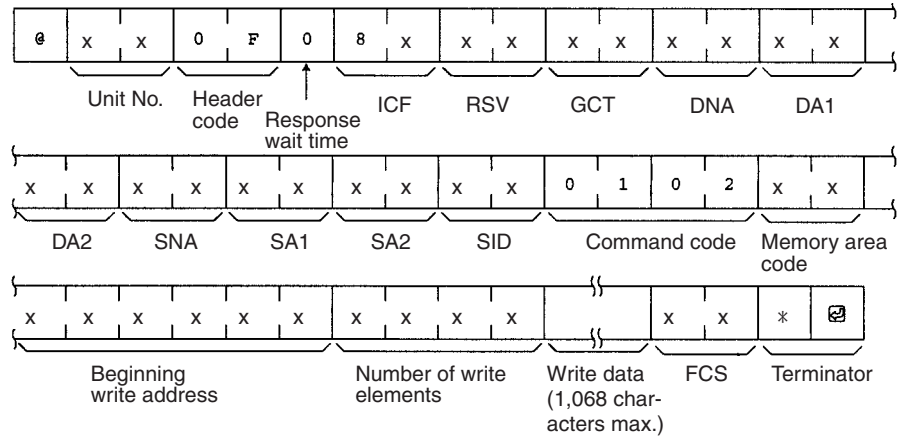 @ x x 0 F 0 8 x x x x x x x x x
Unit No. Header code Response wait time ICF RSV GCT DNA DA1
x x x x x x x x x x 0 1 0 2 x x
DA2 SNA SA1 SA2 SID Command code Memory area code
x x x x x x x x x x x x * ↵
Beginning write address Number of write elements Write data (1,068 char- acters max.) FCS Terminator